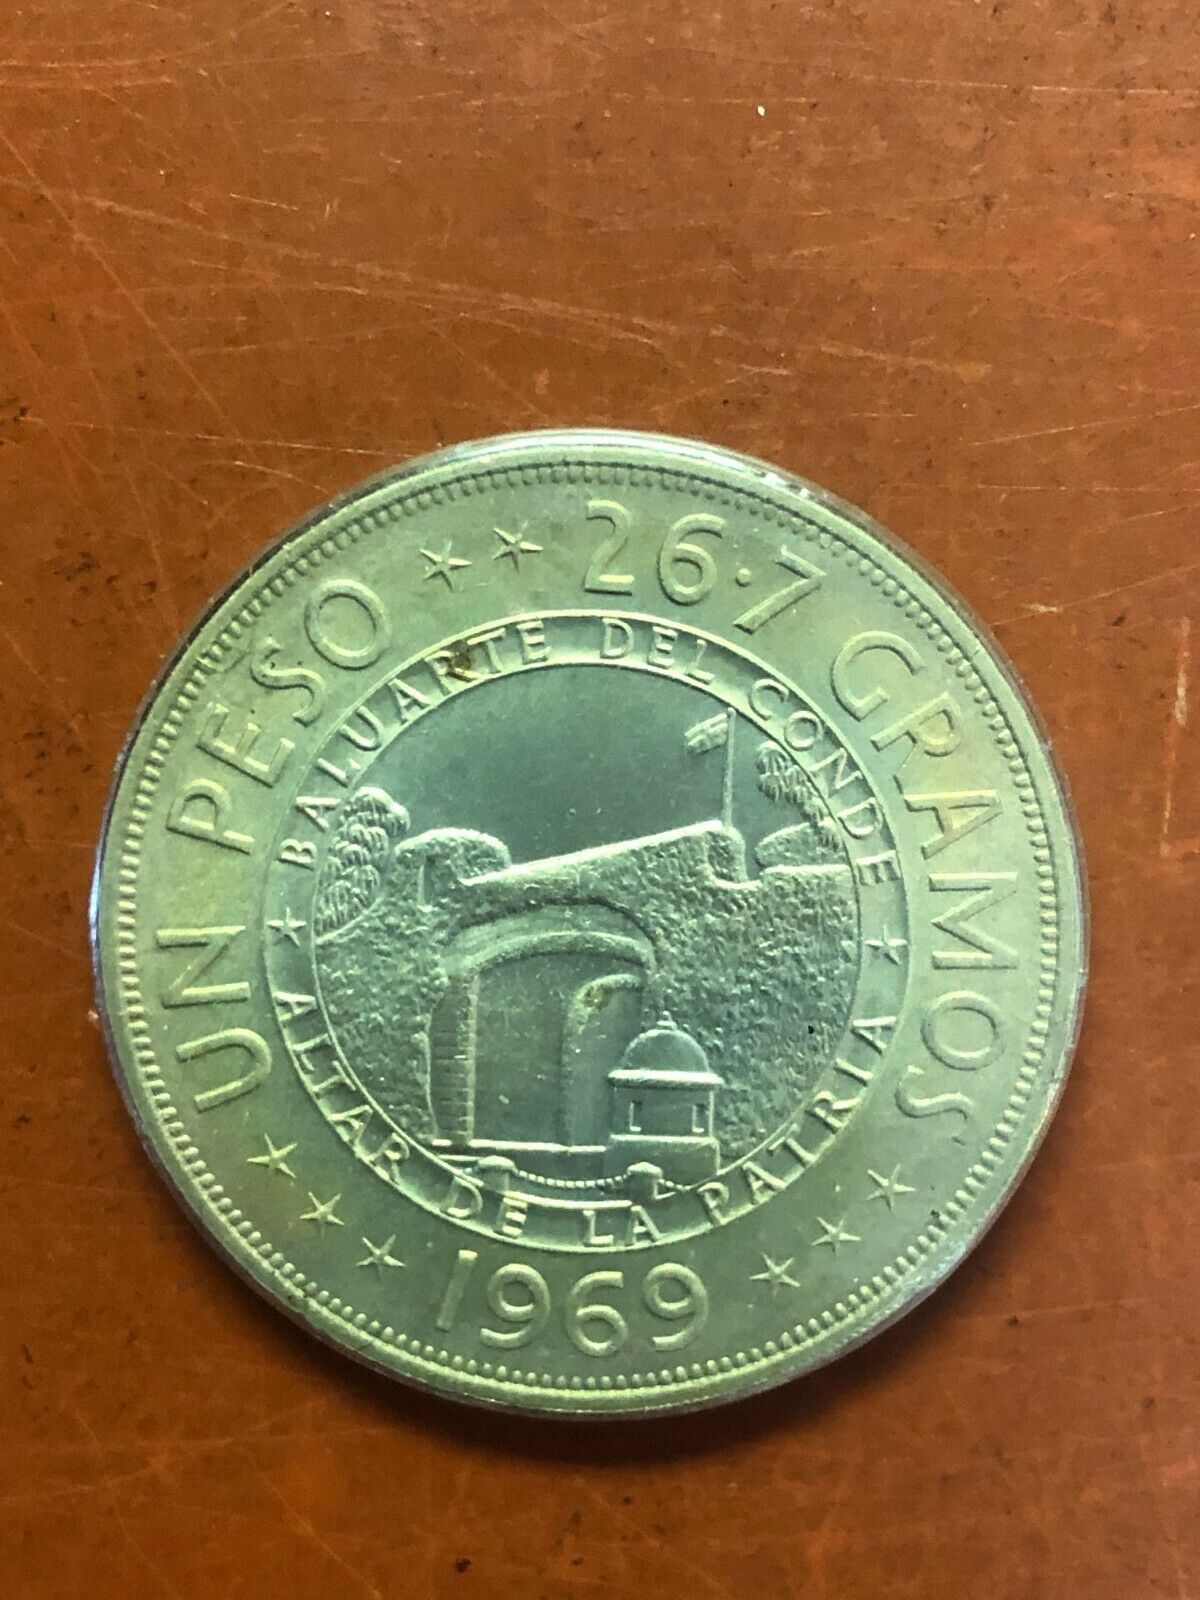 UN PESO ★★ 26·7 GRAMOS
BALUARTE DEL CONDE
★ ALTAR DE LA PATRIA ★
★★★ 1969 ★★★